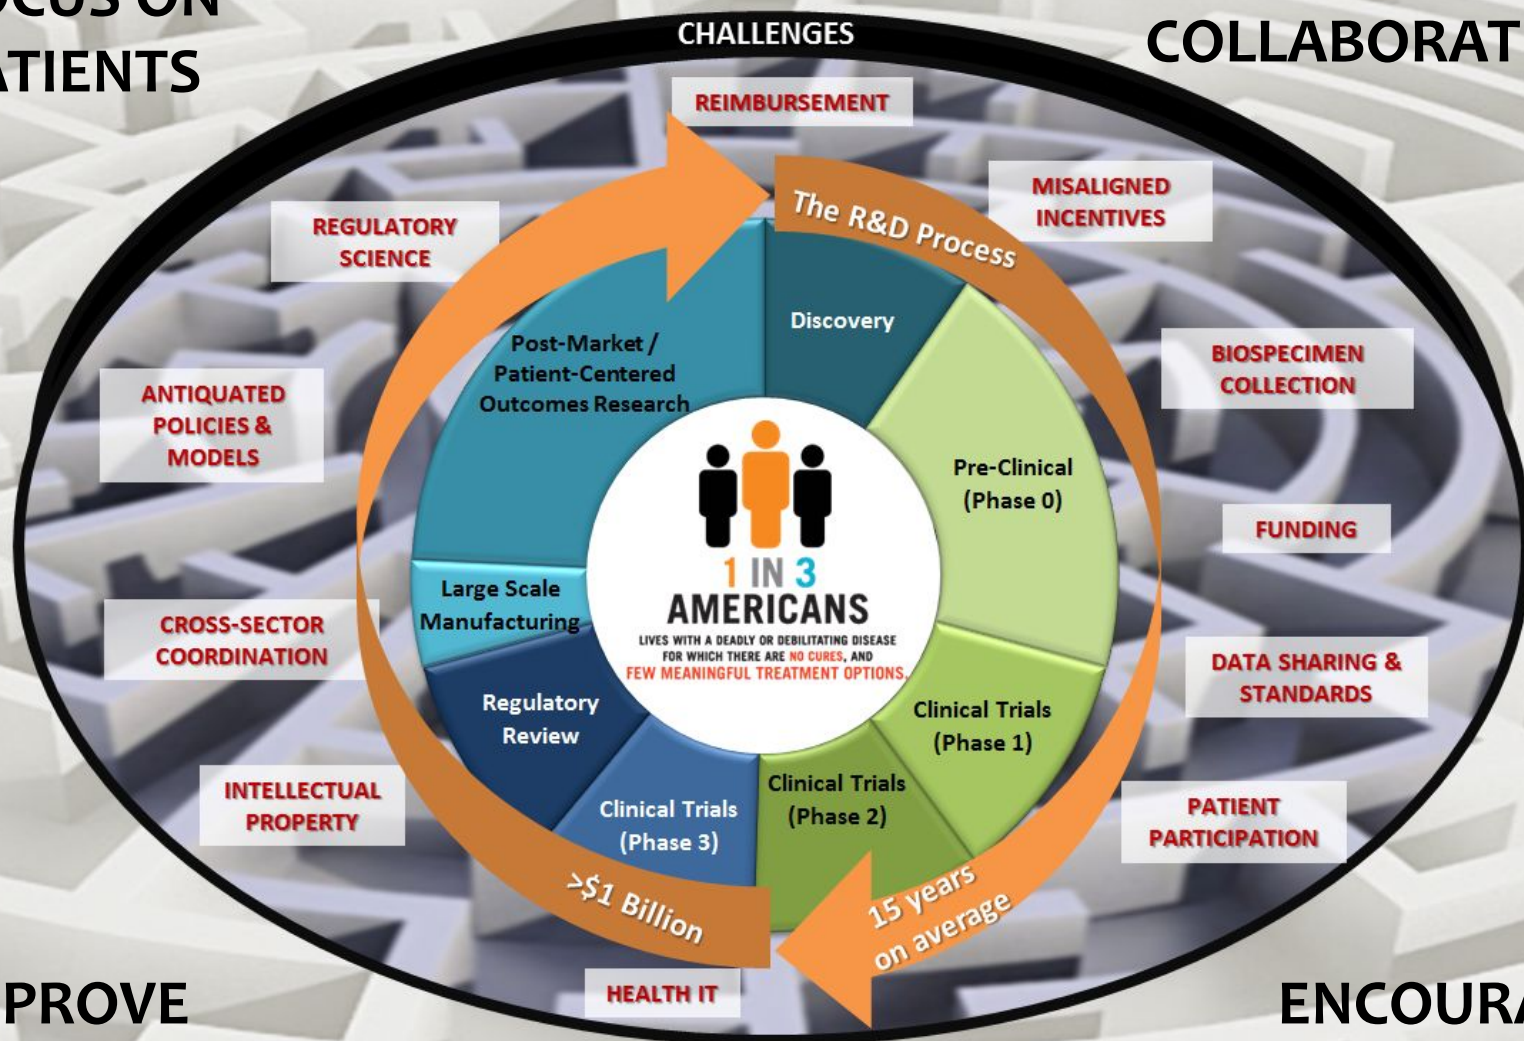 OCUS ON
ATIENTS
COLLABORAT
CHALLENGES
REIMBURSEMENT
MISALIGNED
INCENTIVES
BIOSPECIMEN
COLLECTION
FUNDING
DATA SHARING &
STANDARDS
PATIENT
PARTICIPATION
HEALTH IT
INTELLECTUAL
PROPERTY
CROSS-SECTOR
COORDINATION
ANTIQUATED
POLICIES &
MODELS
REGULATORY
SCIENCE
The R&D Process
15 years
on average
>$1 Billion
Discovery
Pre-Clinical
(Phase 0)
Clinical Trials
(Phase 1)
Clinical Trials
(Phase 2)
Clinical Trials
(Phase 3)
Regulatory
Review
Large Scale
Manufacturing
Post-Market /
Patient-Centered
Outcomes Research
1 IN 3
AMERICANS
LIVES WITH A DEADLY OR DEBILITATING DISEASE
FOR WHICH THERE ARE NO CURES, AND
FEW MEANINGFUL TREATMENT OPTIONS.
PROVE
ENCOURA